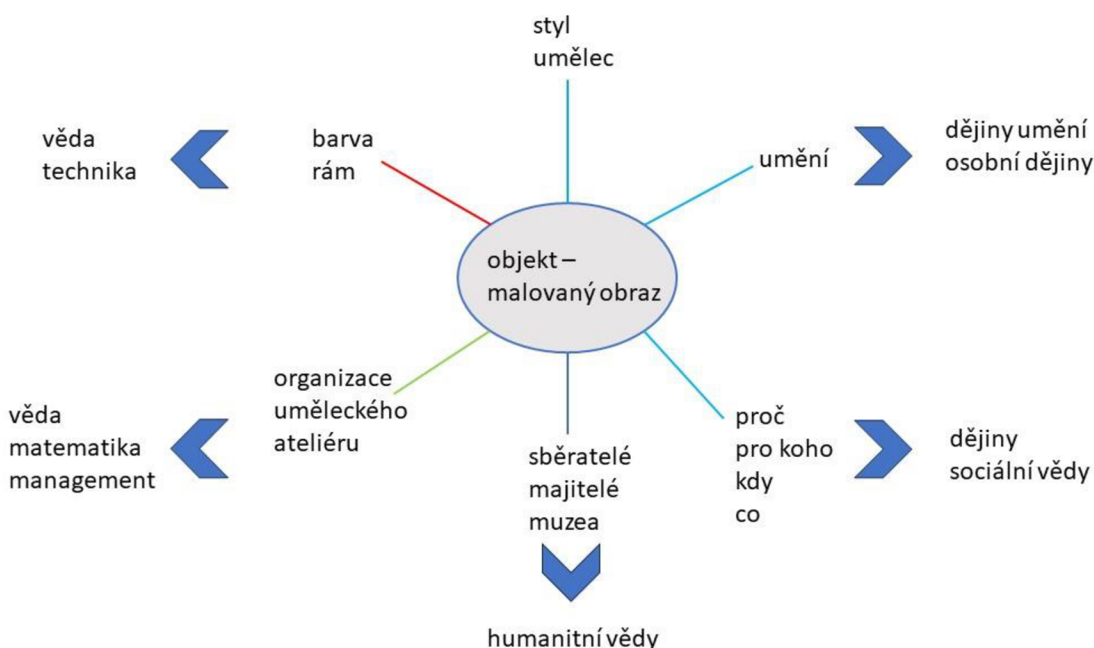 styl
umělec
věda
technika
barva
rám
umění
dějiny umění
osobní dějiny
objekt –
malovaný obraz
organizace
uměleckého
ateliéru
věda
matematika
management
sběratelé
majitelé
muzea
proč
pro koho
kdy
co
dějiny
sociální vědy
humanitní vědy